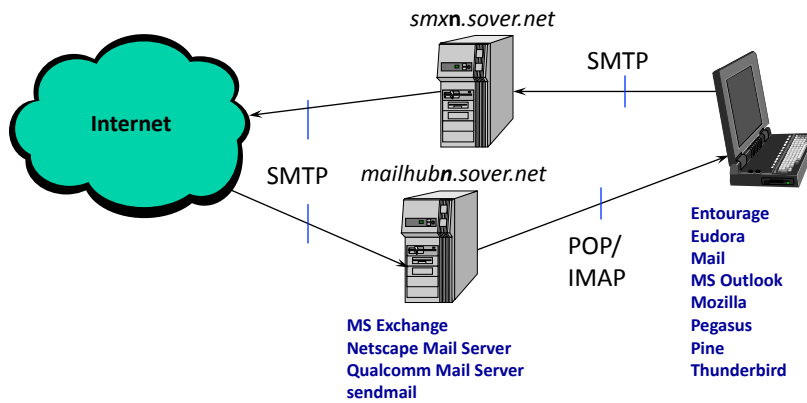 smxn.sover.net
SMTP
Internet
SMTP
mailhubn.sover.net
POP/
IMAP
Entourage
Eudora
Mail
MS Outlook
Mozilla
Pegasus
Pine
Thunderbird
MS Exchange
Netscape Mail Server
Qualcomm Mail Server
sendmail